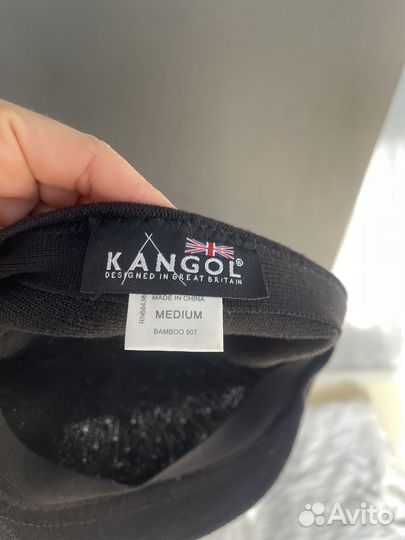 KANGOL®
DESIGNED IN GREAT BRITAIN
MADE IN CHINA
MEDIUM
BAMBOO 507
Avito